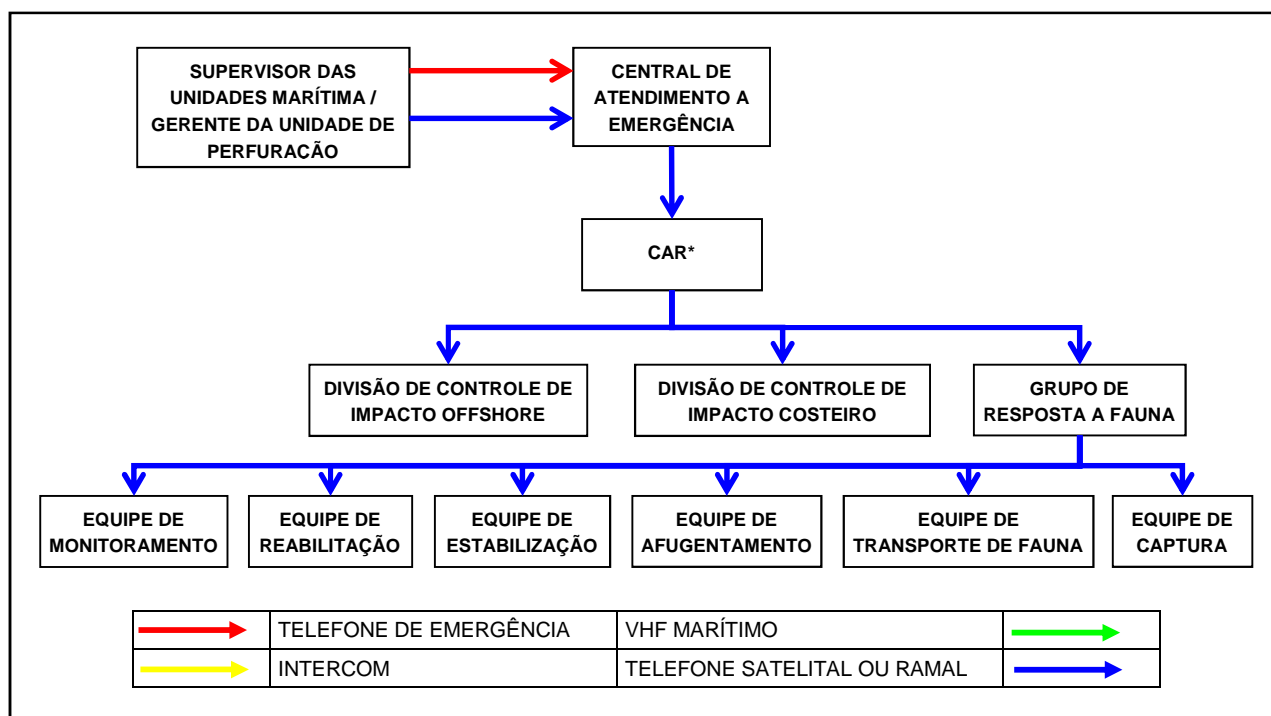 SUPERVISOR DAS
UNIDADES MARÍTIMA /
GERENTE DA UNIDADE DE
PERFURAÇÃO
CENTRAL DE
ATENDIMENTO A
EMERGÊNCIA
CAR*
DIVISÃO DE CONTROLE DE
IMPACTO OFFSHORE
DIVISÃO DE CONTROLE DE
IMPACTO COSTEIRO
GRUPO DE
RESPOSTA A FAUNA
EQUIPE DE
MONITORAMENTO
EQUIPE DE
REABILITAÇÃO
EQUIPE DE
ESTABILIZAÇÃO
EQUIPE DE
AFUGENTAMENTO
EQUIPE DE
TRANSPORTE DE FAUNA
EQUIPE DE
CAPTURA
TELEFONE DE EMERGÊNCIA
VHF MARÍTIMO
INTERCOM
TELEFONE SATELITAL OU RAMAL